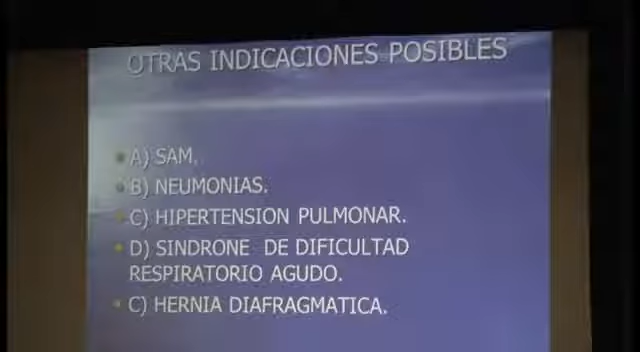 OTRAS INDICACIONES POSIBLES
A) SAM.
B) NEUMONIAS.
C) HIPERTENSION PULMONAR.
D) SINDRONE DE DIFICULTAD
RESPIRATORIO AGUDO.
C) HERNIA DIAFRAGMATICA.